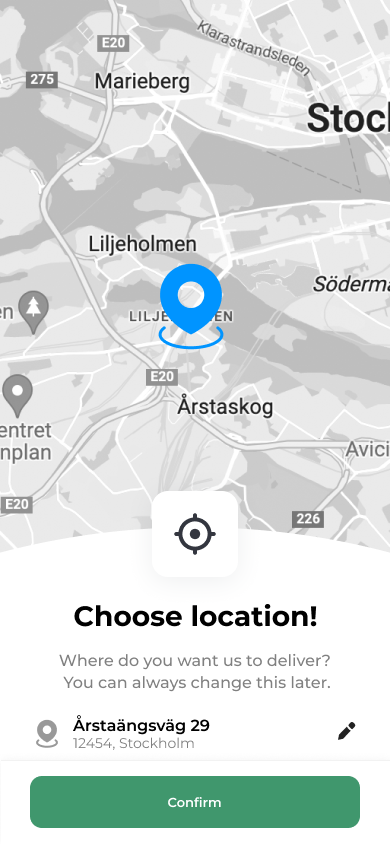 E20
Klarastrandsleden
275
Marieberg
Stoc
Liljeholmen
Söderma
en
LILJE
EN
E20
Årstaskog
entret
nplan
Avici
E20
226
Choose location!
Where do you want us to deliver?
You can always change this later.
Årstaängsväg 29
12454, Stockholm
Confirm